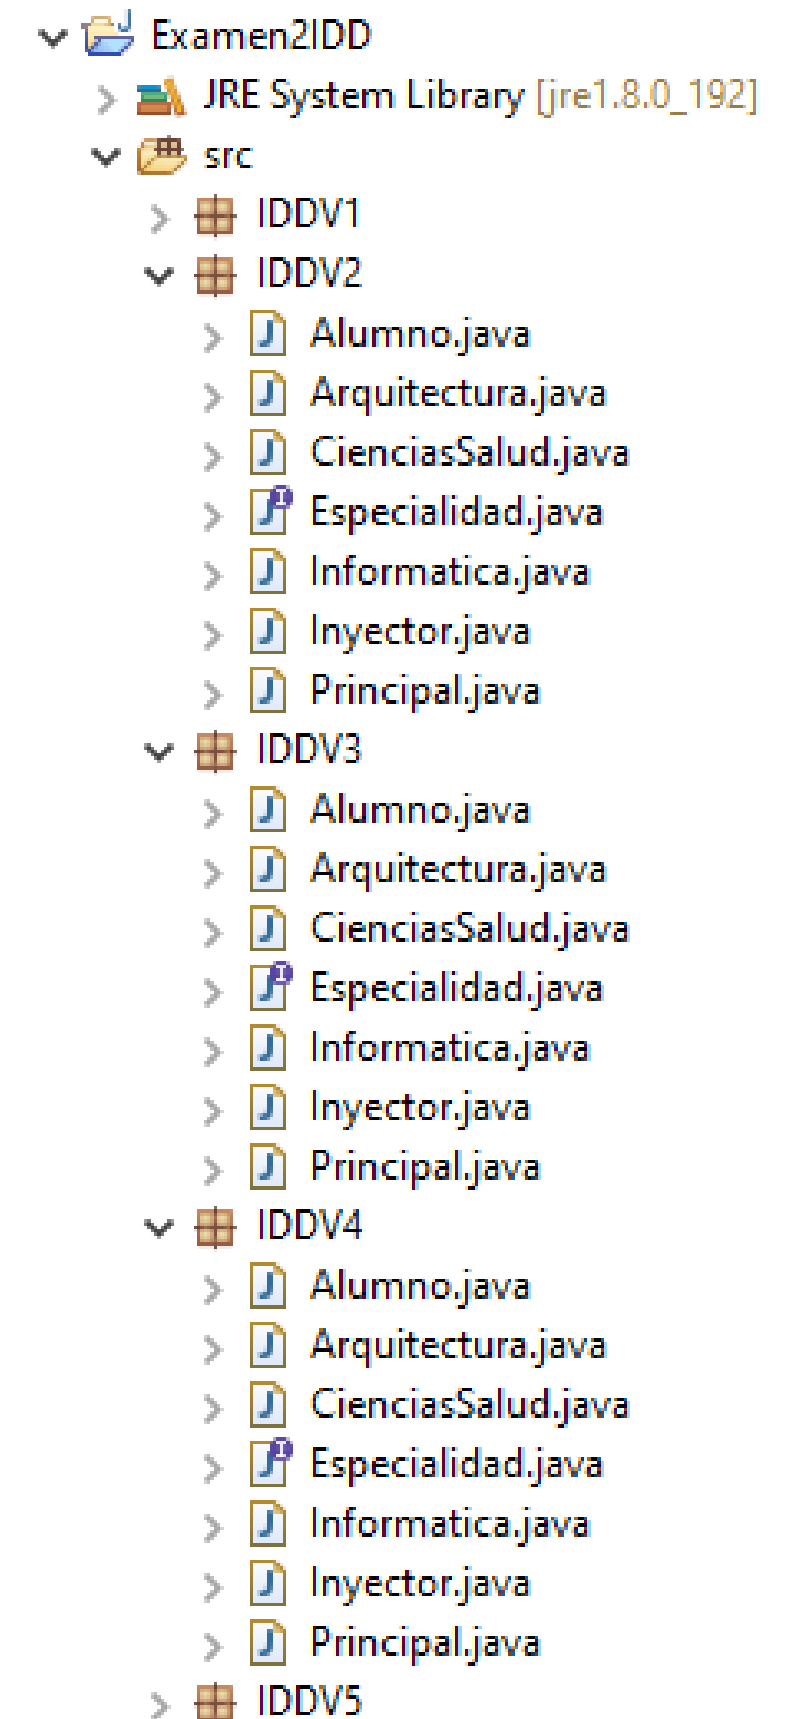 Examen2IDD
JRE System Library [jre1.8.0_192]
src
IDDV1
IDDV2
Alumno.java
Arquitectura.java
CienciasSalud.java
Especialidad.java
Informatica.java
Inyector.java
Principal.java
IDDV3
Alumno.java
Arquitectura.java
CienciasSalud.java
Especialidad.java
Informatica.java
Inyector.java
Principal.java
IDDV4
Alumno.java
Arquitectura.java
CienciasSalud.java
Especialidad.java
Informatica.java
Inyector.java
Principal.java
IDDV5